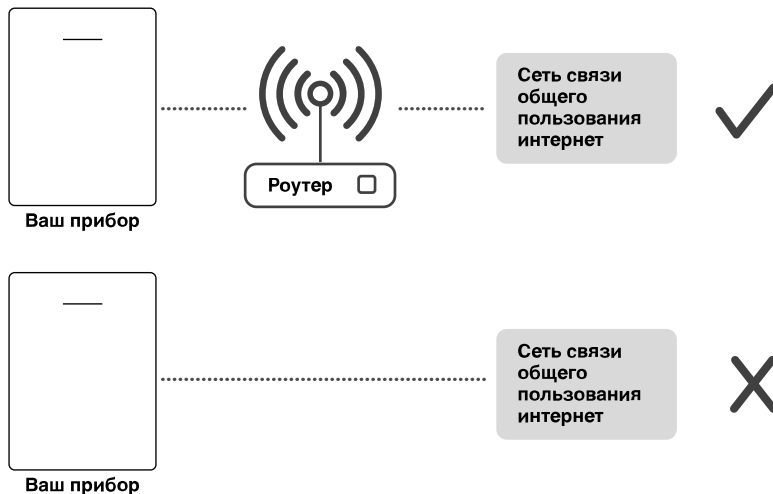 Сеть связи
общего
пользования
интернет
Роутер
Ваш прибор
Сеть связи
общего
пользования
интернет
Ваш прибор